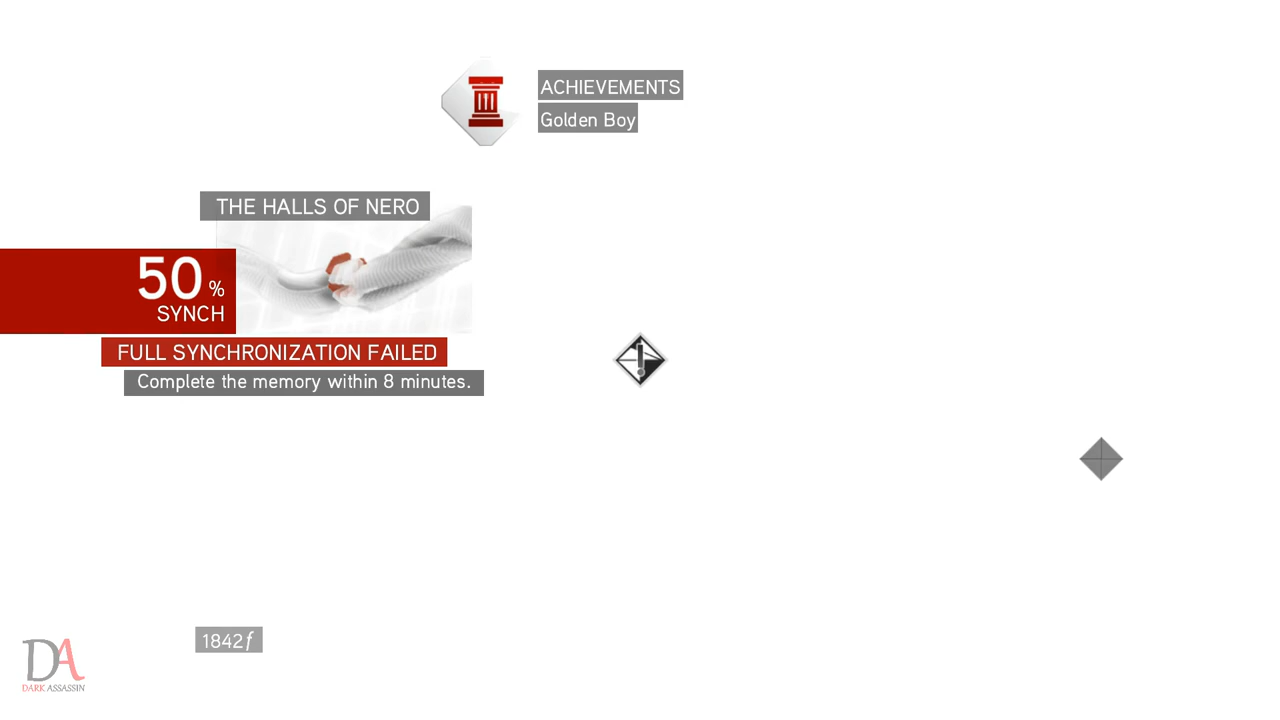 ACHIEVEMENTS
Golden Boy
THE HALLS OF NERO
50 %
SYNCH
FULL SYNCHRONIZATION FAILED
Complete the memory within 8 minutes.
1842ƒ
DA
DARK ASSASSIN